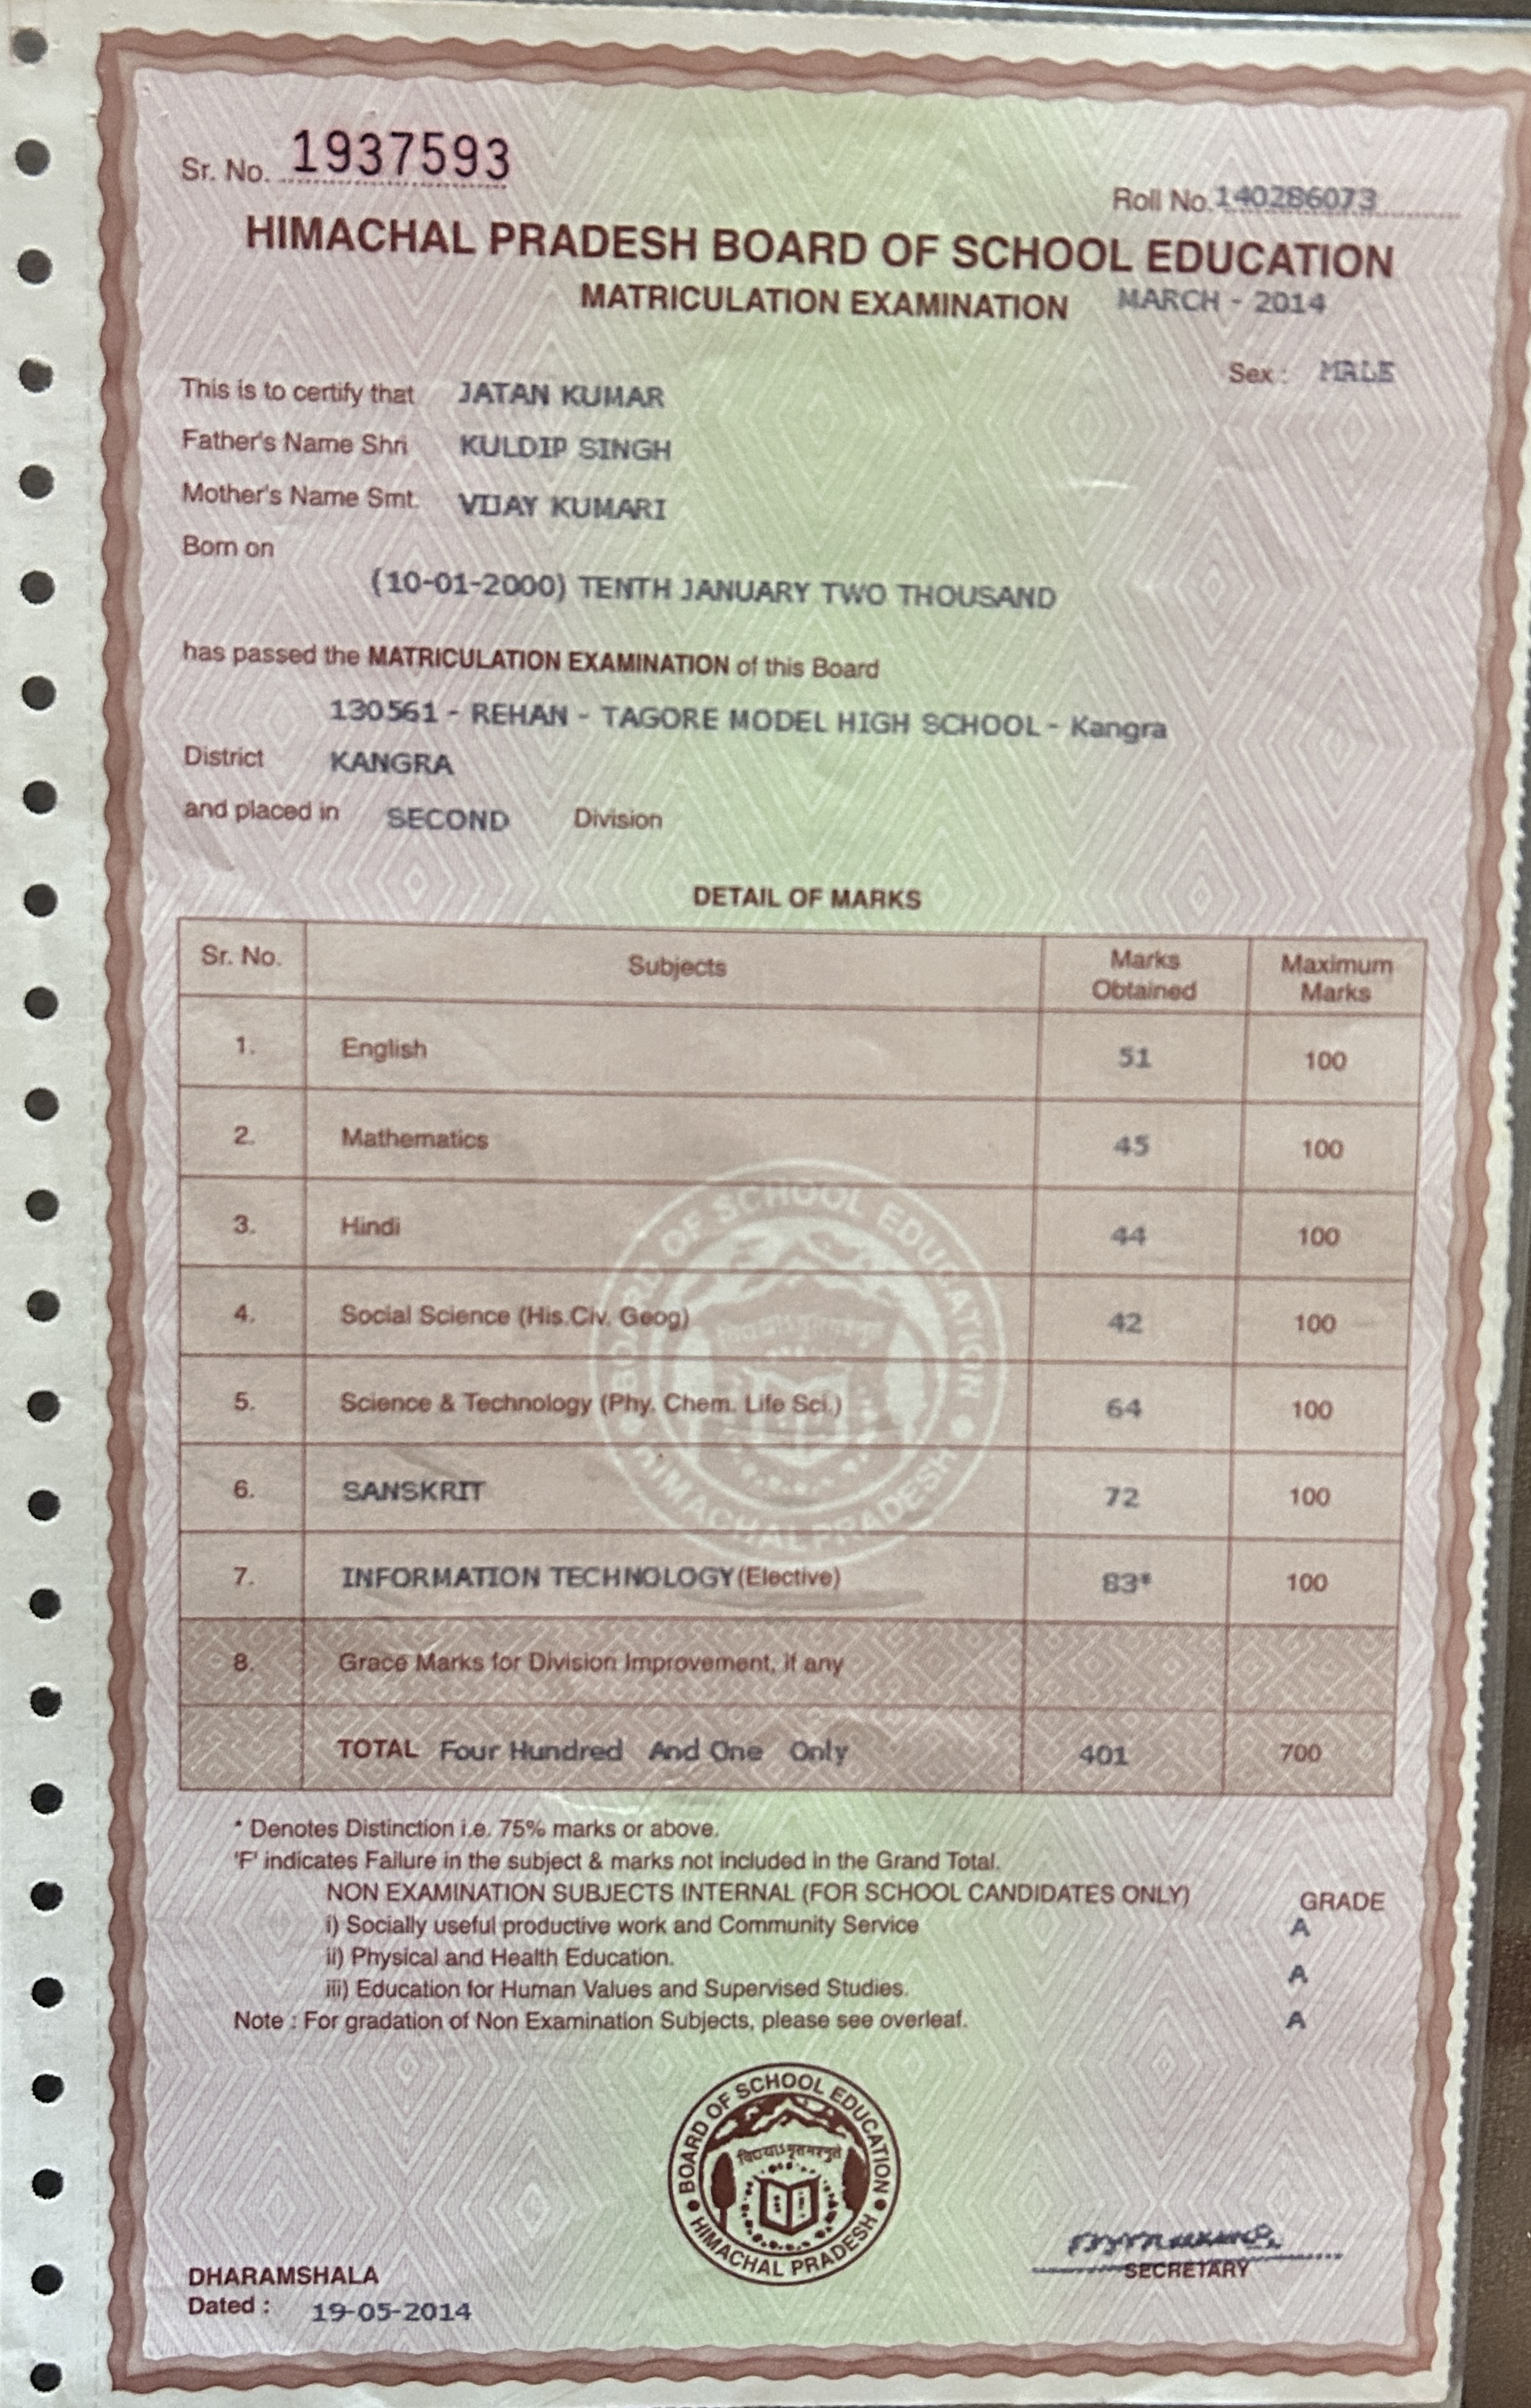 Sr. No. 1937593
Roll No. 140286073
HIMACHAL PRADESH BOARD OF SCHOOL EDUCATION
MATRICULATION EXAMINATION MARCH - 2014
Sex : MALE
This is to certify that JATAN KUMAR
Father's Name Shri KULDIP SINGH
Mother's Name Smt. VIJAY KUMARI
Born on
(10-01-2000) TENTH JANUARY TWO THOUSAND
has passed the MATRICULATION EXAMINATION of this Board
130561 - REHAN - TAGORE MODEL HIGH SCHOOL - Kangra
District KANGRA
and placed in SECOND Division
DETAIL OF MARKS
Sr. No. Subjects Marks Obtained Maximum Marks
1. English 51 100
2. Mathematics 45 100
3. Hindi 44 100
4. Social Science (His.Civ. Geog) 42 100
5. Science & Technology (Phy. Chem. Life Sci.) 64 100
6. SANSKRIT 72 100
7. INFORMATION TECHNOLOGY (Elective) 83* 100
8. Grace Marks for Division Improvement, if any
TOTAL Four Hundred And One Only 401 700
BOARD OF SCHOOL EDUCATION
HIMACHAL PRADESH
* Denotes Distinction i.e. 75% marks or above.
'F' indicates Failure in the subject & marks not included in the Grand Total.
NON EXAMINATION SUBJECTS INTERNAL (FOR SCHOOL CANDIDATES ONLY) GRADE
i) Socially useful productive work and Community Service A
ii) Physical and Health Education. A
iii) Education for Human Values and Supervised Studies. A
Note : For gradation of Non Examination Subjects, please see overleaf.
BOARD OF SCHOOL EDUCATION
विद्ययाऽमृतमश्नुते
HIMACHAL PRADESH
SECRETARY
DHARAMSHALA
Dated : 19-05-2014